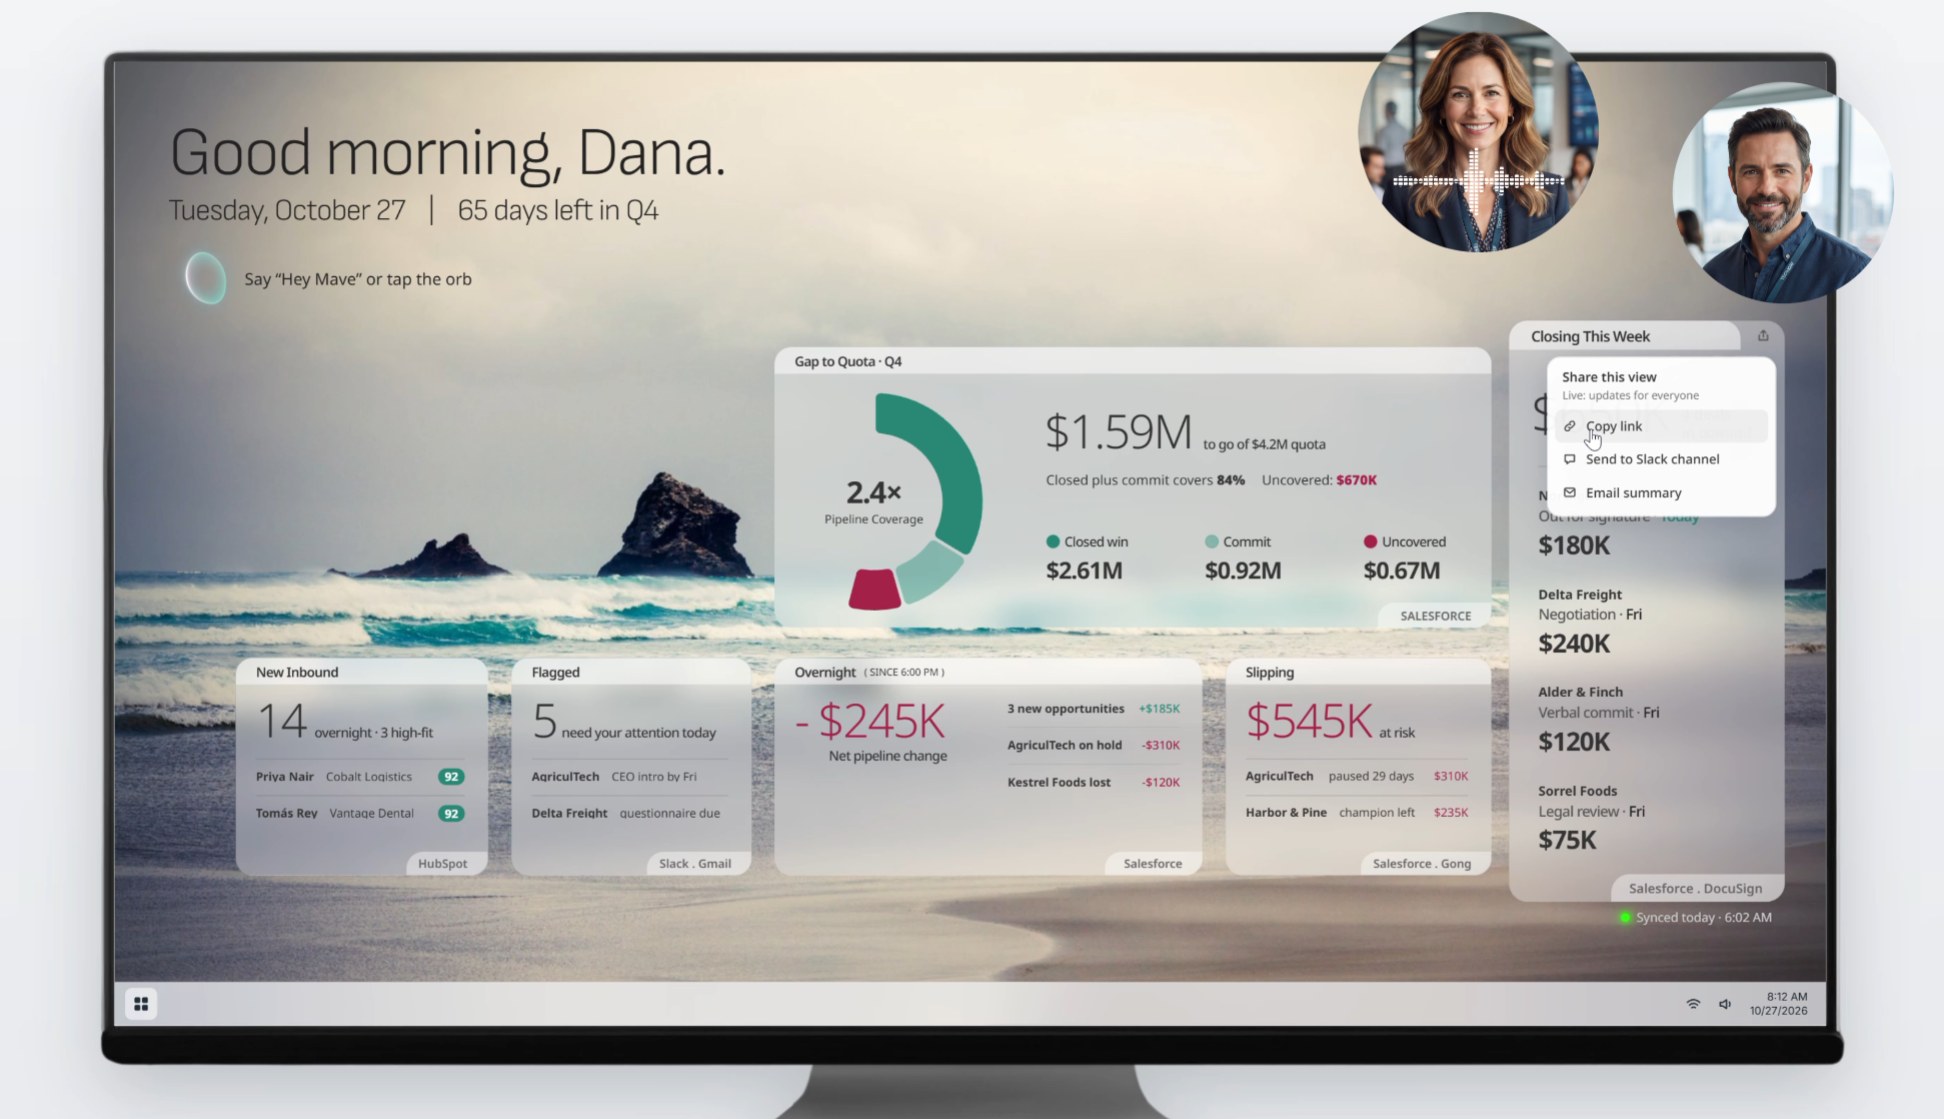 Good morning, Dana.
Tuesday, October 27 | 65 days left in Q4
Say “Hey Mave” or tap the orb
Gap to Quota · Q4
2.4×
Pipeline Coverage
$1.59M to go of $4.2M quota
Closed plus commit covers 84% Uncovered: $670K
Closed win
$2.61M
Commit
$0.92M
Uncovered
$0.67M
SALESFORCE
Closing This Week
Share this view
Live: updates for everyone
Copy link
Send to Slack channel
Email summary
Out for signature · Today
$180K
Delta Freight
Negotiation · Fri
$240K
Alder & Finch
Verbal commit · Fri
$120K
Sorrel Foods
Legal review · Fri
$75K
Salesforce . DocuSign
Synced today · 6:02 AM
New Inbound
14 overnight · 3 high-fit
Priya Nair Cobalt Logistics 92
Tomás Rey Vantage Dental 92
HubSpot
Flagged
5 need your attention today
AgriculTech CEO intro by Fri
Delta Freight questionnaire due
Slack . Gmail
Overnight ( SINCE 6:00 PM )
- $245K
Net pipeline change
3 new opportunities +$185K
AgriculTech on hold -$310K
Kestrel Foods lost -$120K
Salesforce
Slipping
$545K at risk
AgriculTech paused 29 days $310K
Harbor & Pine champion left $235K
Salesforce . Gong
8:12 AM
10/27/2026